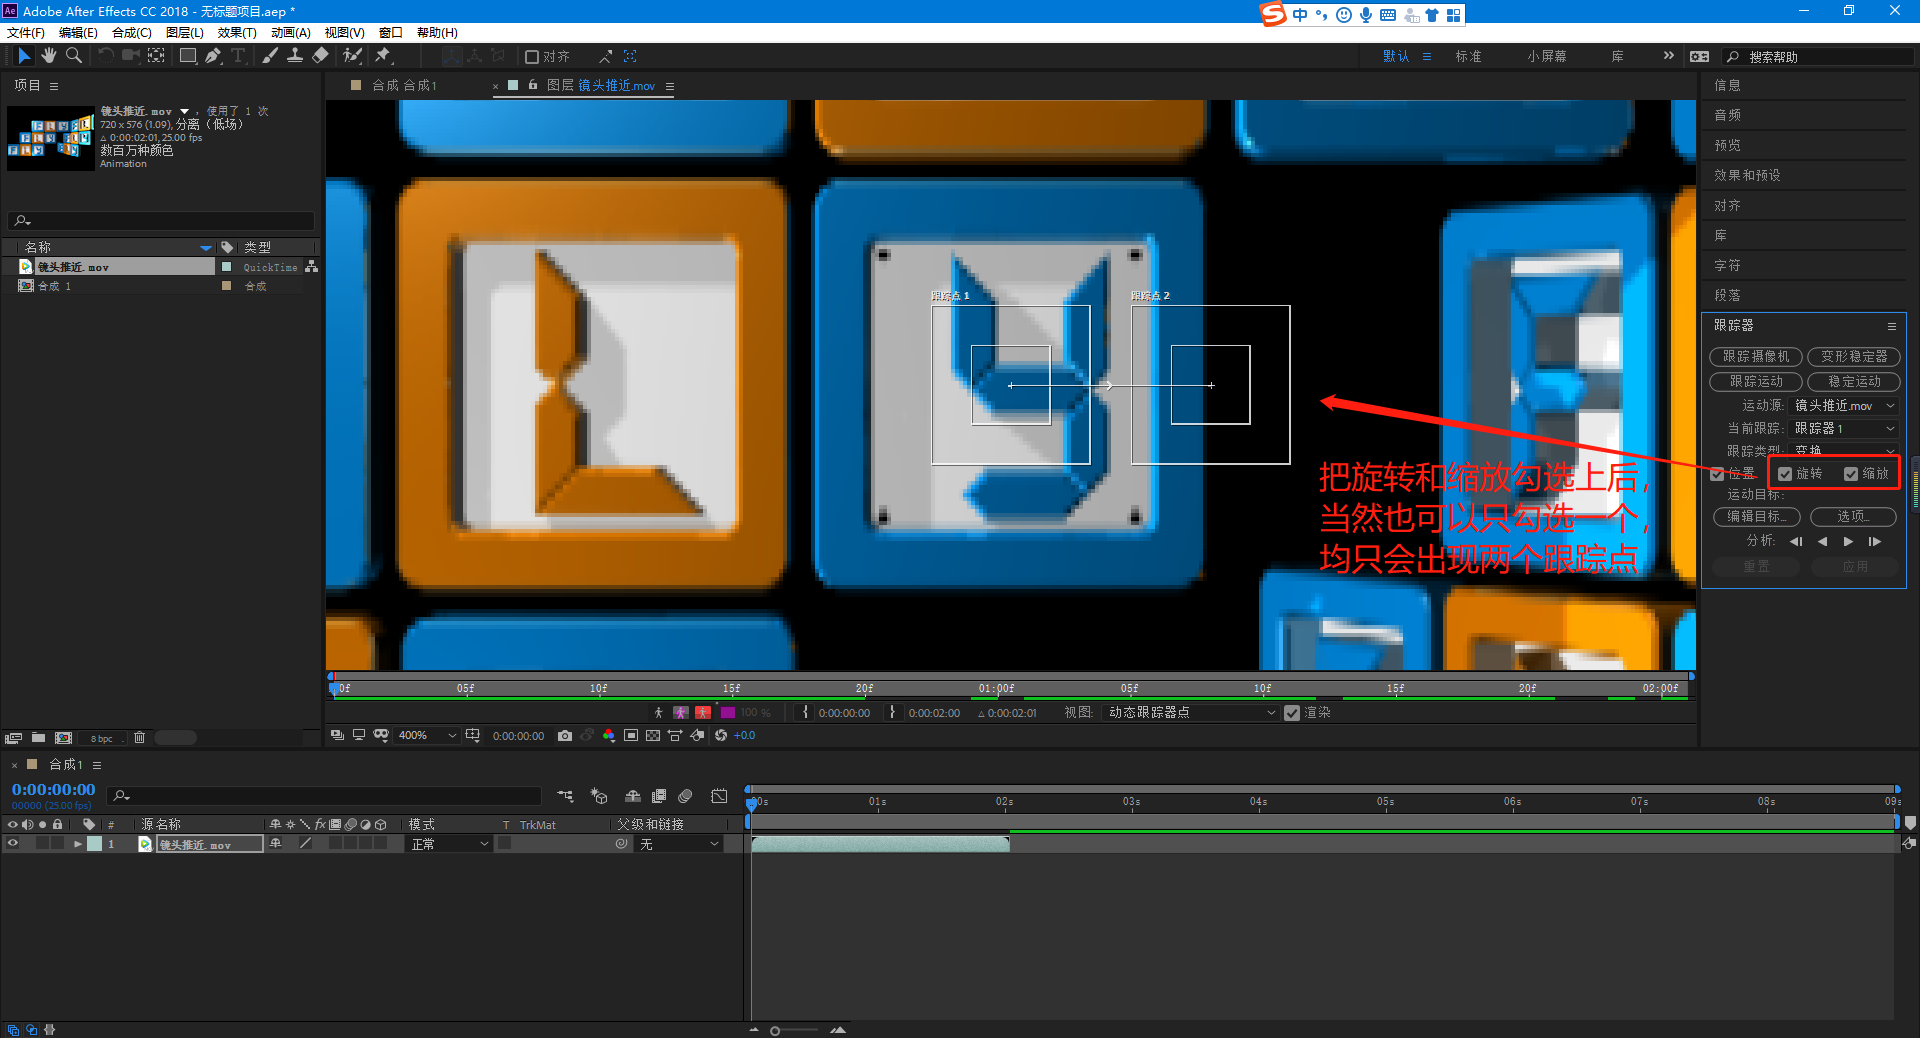 Ae Adobe After Effects CC 2018 - 无标题项目.aep *
中
文件(F) 编辑(E) 合成(C) 图层(L) 效果(T) 动画(A) 视图(V) 窗口 帮助(H)
对齐
默认 标准 小屏幕 库 搜索帮助
项目
镜头推近.mov ，使用了 1 次
720 x 576 (1.09), 分离（低场）
△ 0:00:02:01, 25.00 fps
数百万种颜色
Animation
名称 类型
镜头推近.mov QuickTime
合成 1 合成
8 bpc
合成 合成1
图层 镜头推近.mov
FLY FLY
跟踪点 1
跟踪点 2
把旋转和缩放勾选上后，
当然也可以只勾选一个，
均只会出现两个跟踪点
00f 05f 10f 15f 20f 01:00f 05f 10f 15f 20f 02:00f
100 % 0:00:00:00 0:00:02:00 △ 0:00:02:01 视图: 动态跟踪器点 渲染
400% 0:00:00:00 +0.0
信息
音频
预览
效果和预设
对齐
库
字符
段落
跟踪器
跟踪摄像机 变形稳定器
跟踪运动 稳定运动
运动源: 镜头推近.mov
当前跟踪: 跟踪器 1
跟踪类型: 变换
位置 旋转 缩放
运动目标:
编辑目标... 选项...
分析:
重置 应用
合成1
0:00:00:00
00000 (25.00 fps)
# 源名称 fx 模式 T TrkMat 父级和链接
1 镜头推近.mov 正常 无
00s 01s 02s 03s 04s 05s 06s 07s 08s 09s